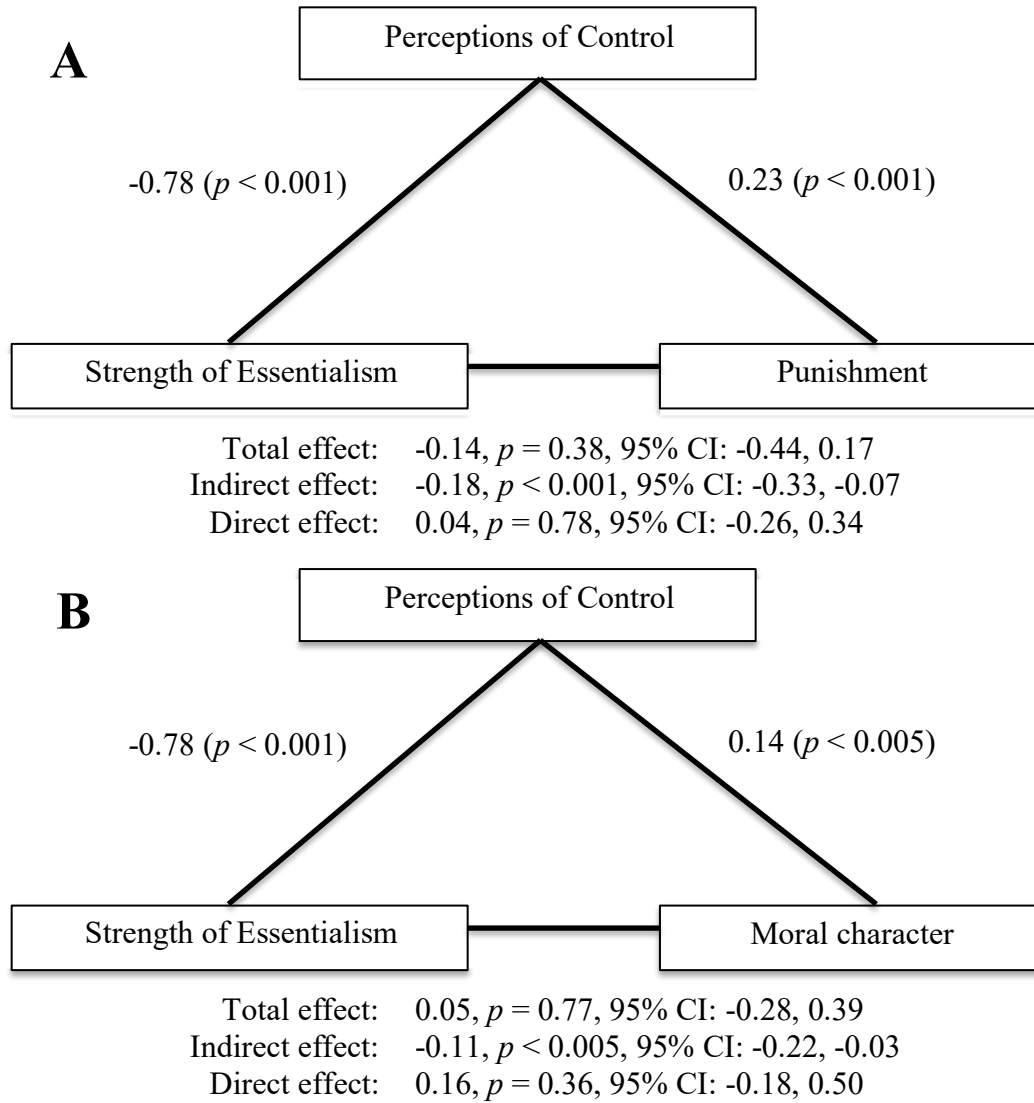 A
Perceptions of Control
-0.78 (p < 0.001)
0.23 (p < 0.001)
Strength of Essentialism
Punishment
Total effect: -0.14, p = 0.38, 95% CI: -0.44, 0.17
Indirect effect: -0.18, p < 0.001, 95% CI: -0.33, -0.07
Direct effect: 0.04, p = 0.78, 95% CI: -0.26, 0.34
B
Perceptions of Control
-0.78 (p < 0.001)
0.14 (p < 0.005)
Strength of Essentialism
Moral character
Total effect: 0.05, p = 0.77, 95% CI: -0.28, 0.39
Indirect effect: -0.11, p < 0.005, 95% CI: -0.22, -0.03
Direct effect: 0.16, p = 0.36, 95% CI: -0.18, 0.50